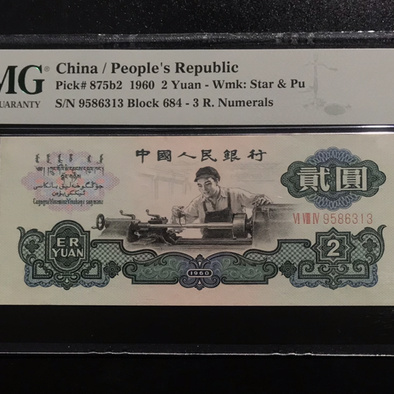 MG
GUARANTY
China / People's Republic
Pick# 875b2 1960 2 Yuan - Wmk: Star & Pu
S/N 9586313 Block 684 - 3 R. Numerals
中國人民銀行
貳圓
VI VIII IV 9586313
ER
YUAN
1960
2